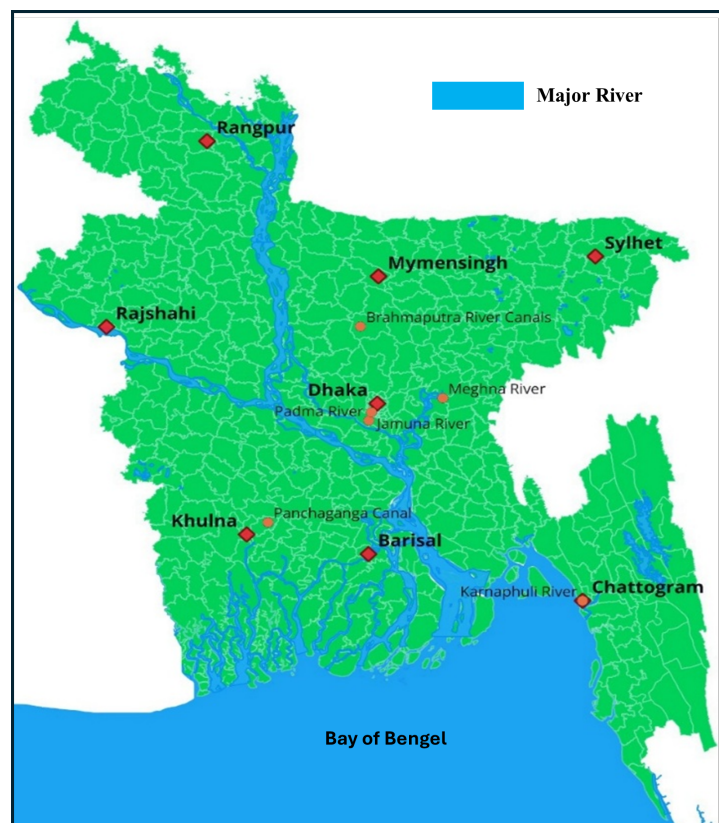 Major River
Rangpur
Sylhet
Mymensingh
Rajshahi
Brahmaputra River Canals
Dhaka
Meghna River
Padma River
Jamuna River
Khulna
Panchaganga Canal
Barisal
Karnaphuli River
Chattogram
Bay of Bengel